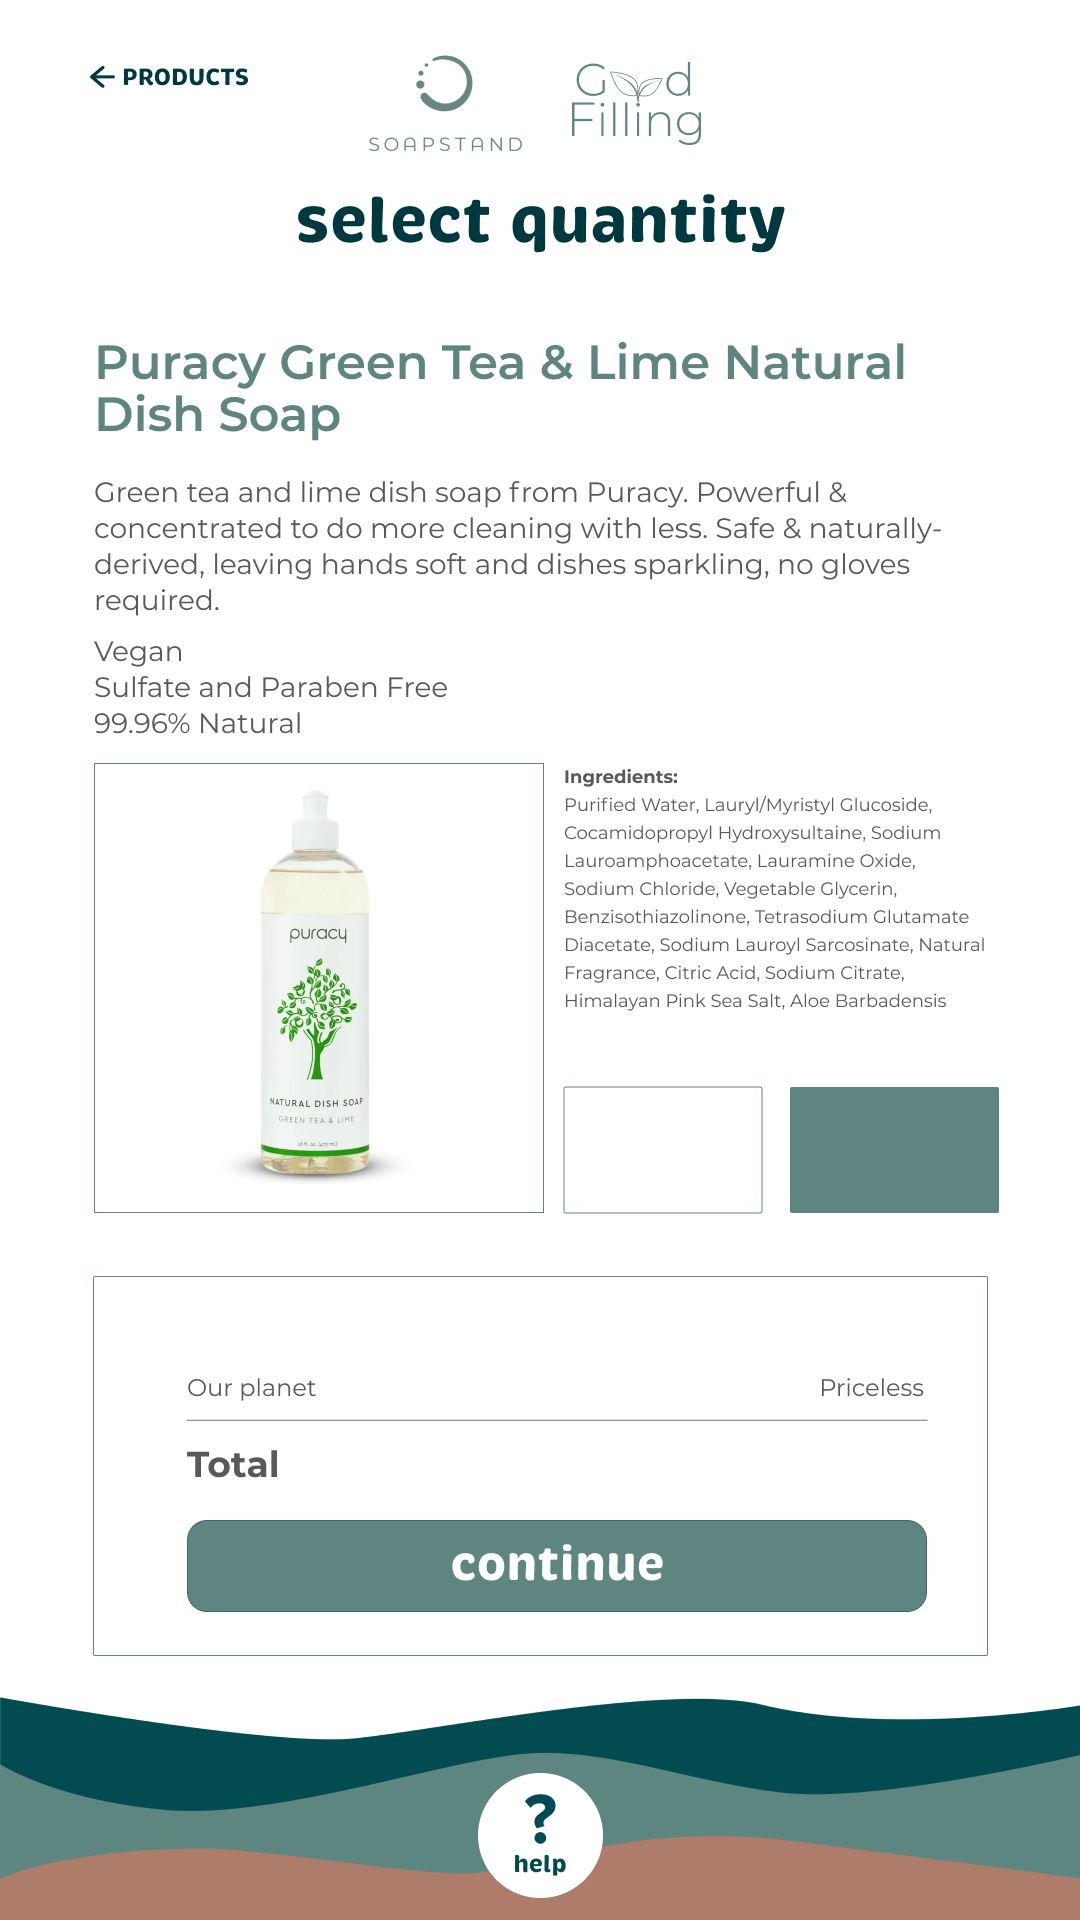 ← PRODUCTS
SOAPSTAND
Good
Filling
select quantity
Puracy Green Tea & Lime Natural
Dish Soap
Green tea and lime dish soap from Puracy. Powerful &
concentrated to do more cleaning with less. Safe & naturally-
derived, leaving hands soft and dishes sparkling, no gloves
required.
Vegan
Sulfate and Paraben Free
99.96% Natural
puracy
NATURAL DISH SOAP
GREEN TEA & LIME
16 fl. oz. (473 mL)
Ingredients:
Purified Water, Lauryl/Myristyl Glucoside,
Cocamidopropyl Hydroxysultaine, Sodium
Lauroamphoacetate, Lauramine Oxide,
Sodium Chloride, Vegetable Glycerin,
Benzisothiazolinone, Tetrasodium Glutamate
Diacetate, Sodium Lauroyl Sarcosinate, Natural
Fragrance, Citric Acid, Sodium Citrate,
Himalayan Pink Sea Salt, Aloe Barbadensis
Our planet Priceless
Total
continue
?
help